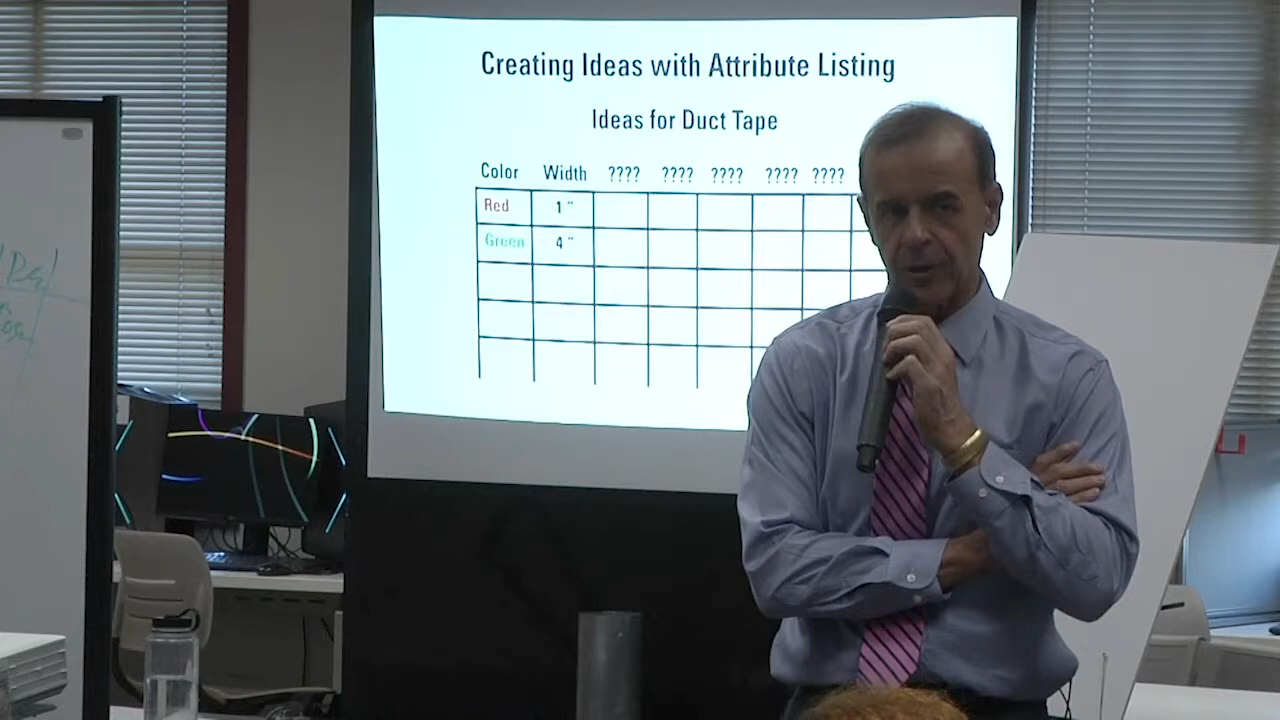 Creating Ideas with Attribute Listing
Ideas for Duct Tape
Color Width ???? ???? ???? ???? ????
Red 1 "
Green 4 "